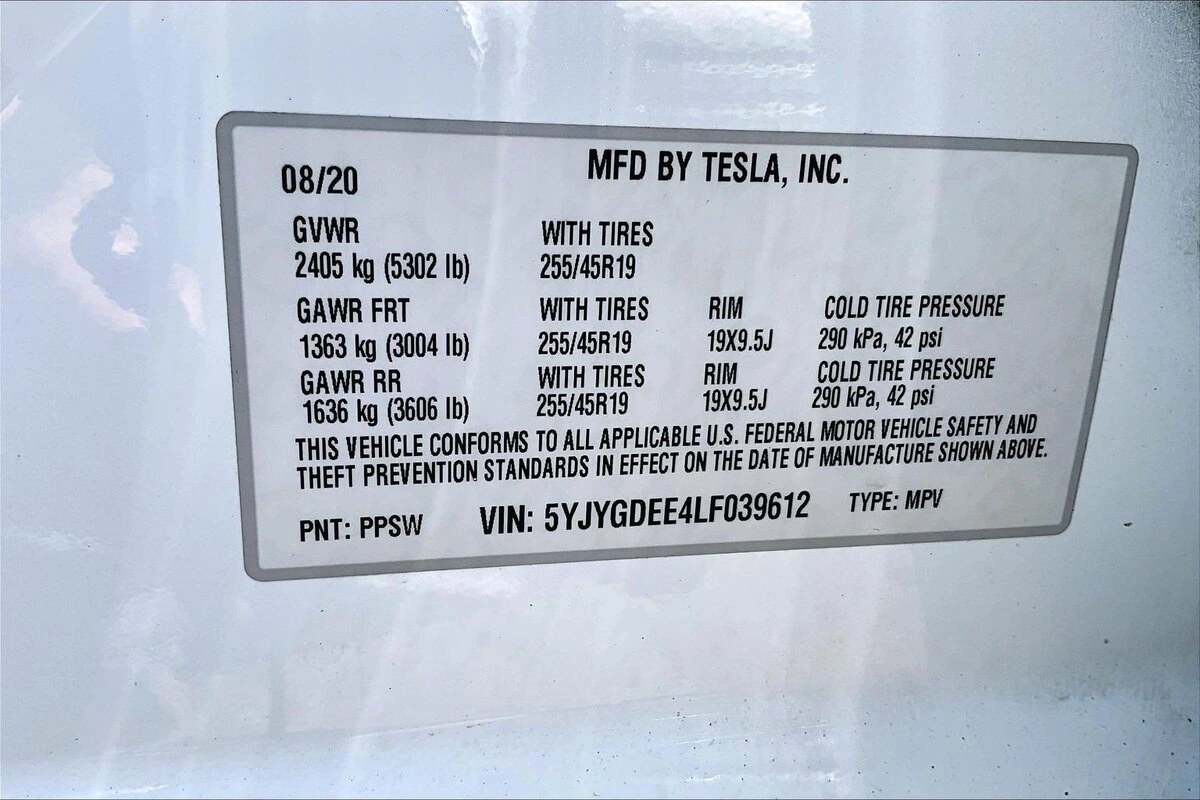 08/20 MFD BY TESLA, INC.
GVWR WITH TIRES
2405 kg (5302 lb) 255/45R19
GAWR FRT WITH TIRES RIM COLD TIRE PRESSURE
1363 kg (3004 lb) 255/45R19 19X9.5J 290 kPa, 42 psi
GAWR RR WITH TIRES RIM COLD TIRE PRESSURE
1636 kg (3606 lb) 255/45R19 19X9.5J 290 kPa, 42 psi
THIS VEHICLE CONFORMS TO ALL APPLICABLE U.S. FEDERAL MOTOR VEHICLE SAFETY AND
THEFT PREVENTION STANDARDS IN EFFECT ON THE DATE OF MANUFACTURE SHOWN ABOVE.
PNT: PPSW VIN: 5YJYGDEE4LF039612 TYPE: MPV